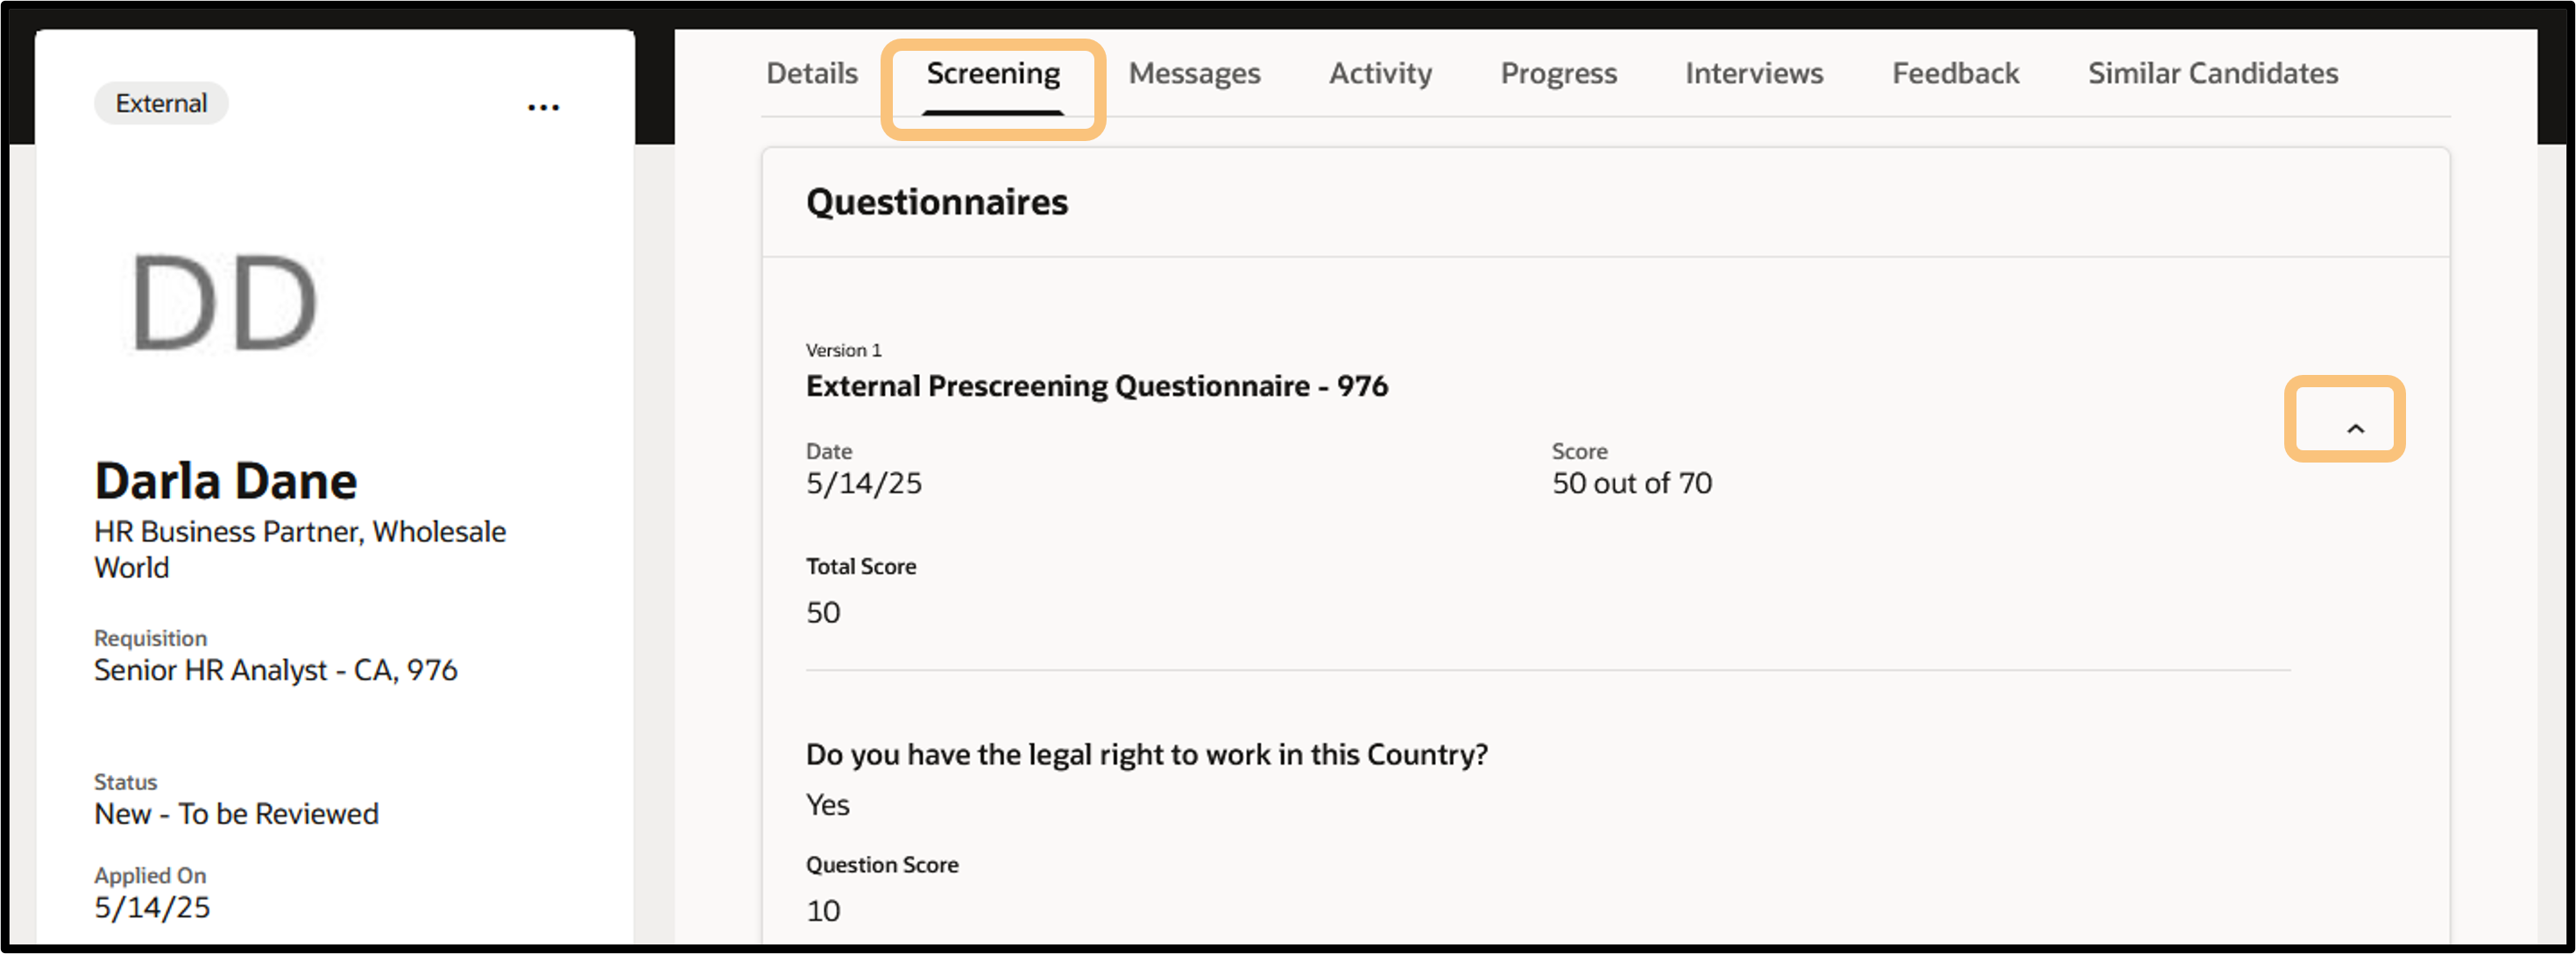 External
...
DD
Darla Dane
HR Business Partner, Wholesale
World
Requisition
Senior HR Analyst - CA, 976
Status
New - To be Reviewed
Applied On
5/14/25
Details Screening Messages Activity Progress Interviews Feedback Similar Candidates
Questionnaires
Version 1
External Prescreening Questionnaire - 976
Date Score
5/14/25 50 out of 70
Total Score
50
Do you have the legal right to work in this Country?
Yes
Question Score
10